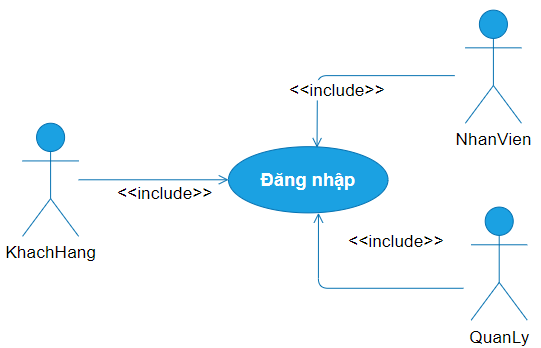 <<include>>
NhanVien
Đăng nhập
<<include>>
KhachHang
<<include>>
QuanLy